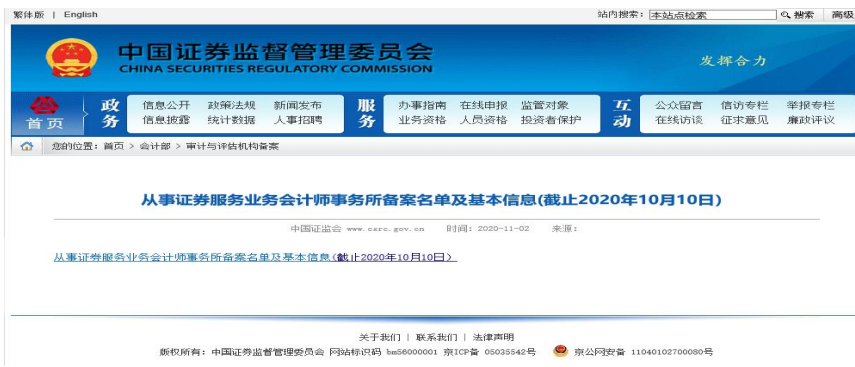 繁体版 | English 站内搜索: 本站点检索 搜索 高级
中国证券监督管理委员会
CHINA SECURITIES REGULATORY COMMISSION
发挥合力
首页 政务 信息公开 政策法规 新闻发布 服务 办事指南 在线申报 监管对象 互动 公众留言 信访专栏 举报专栏
信息披露 统计数据 人事招聘 业务资格 人员资格 投资者保护 在线访谈 征求意见 廉政评议
您的位置: 首页 > 会计部 > 审计与评估机构备案
从事证券服务业务会计师事务所备案名单及基本信息(截止2020年10月10日)
中国证监会 www.csrc.gov.cn 时间: 2020-11-02 来源:
从事证券服务业务会计师事务所备案名单及基本信息(截止2020年10月10日)
关于我们 | 联系我们 | 法律声明
版权所有: 中国证券监督管理委员会 网站标识码 bm56000001 京ICP备 05035542号 京公网安备 11040102700080号